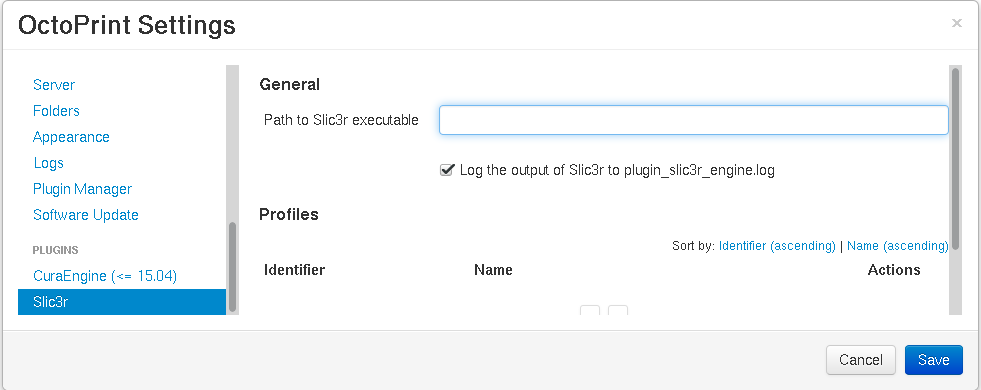 OctoPrint Settings
×
Server
Folders
Appearance
Logs
Plugin Manager
Software Update
PLUGINS
CuraEngine (<= 15.04)
Slic3r
General
Path to Slic3r executable
Log the output of Slic3r to plugin_slic3r_engine.log
Profiles
Sort by: Identifier (ascending) | Name (ascending)
Identifier Name Actions
Cancel Save